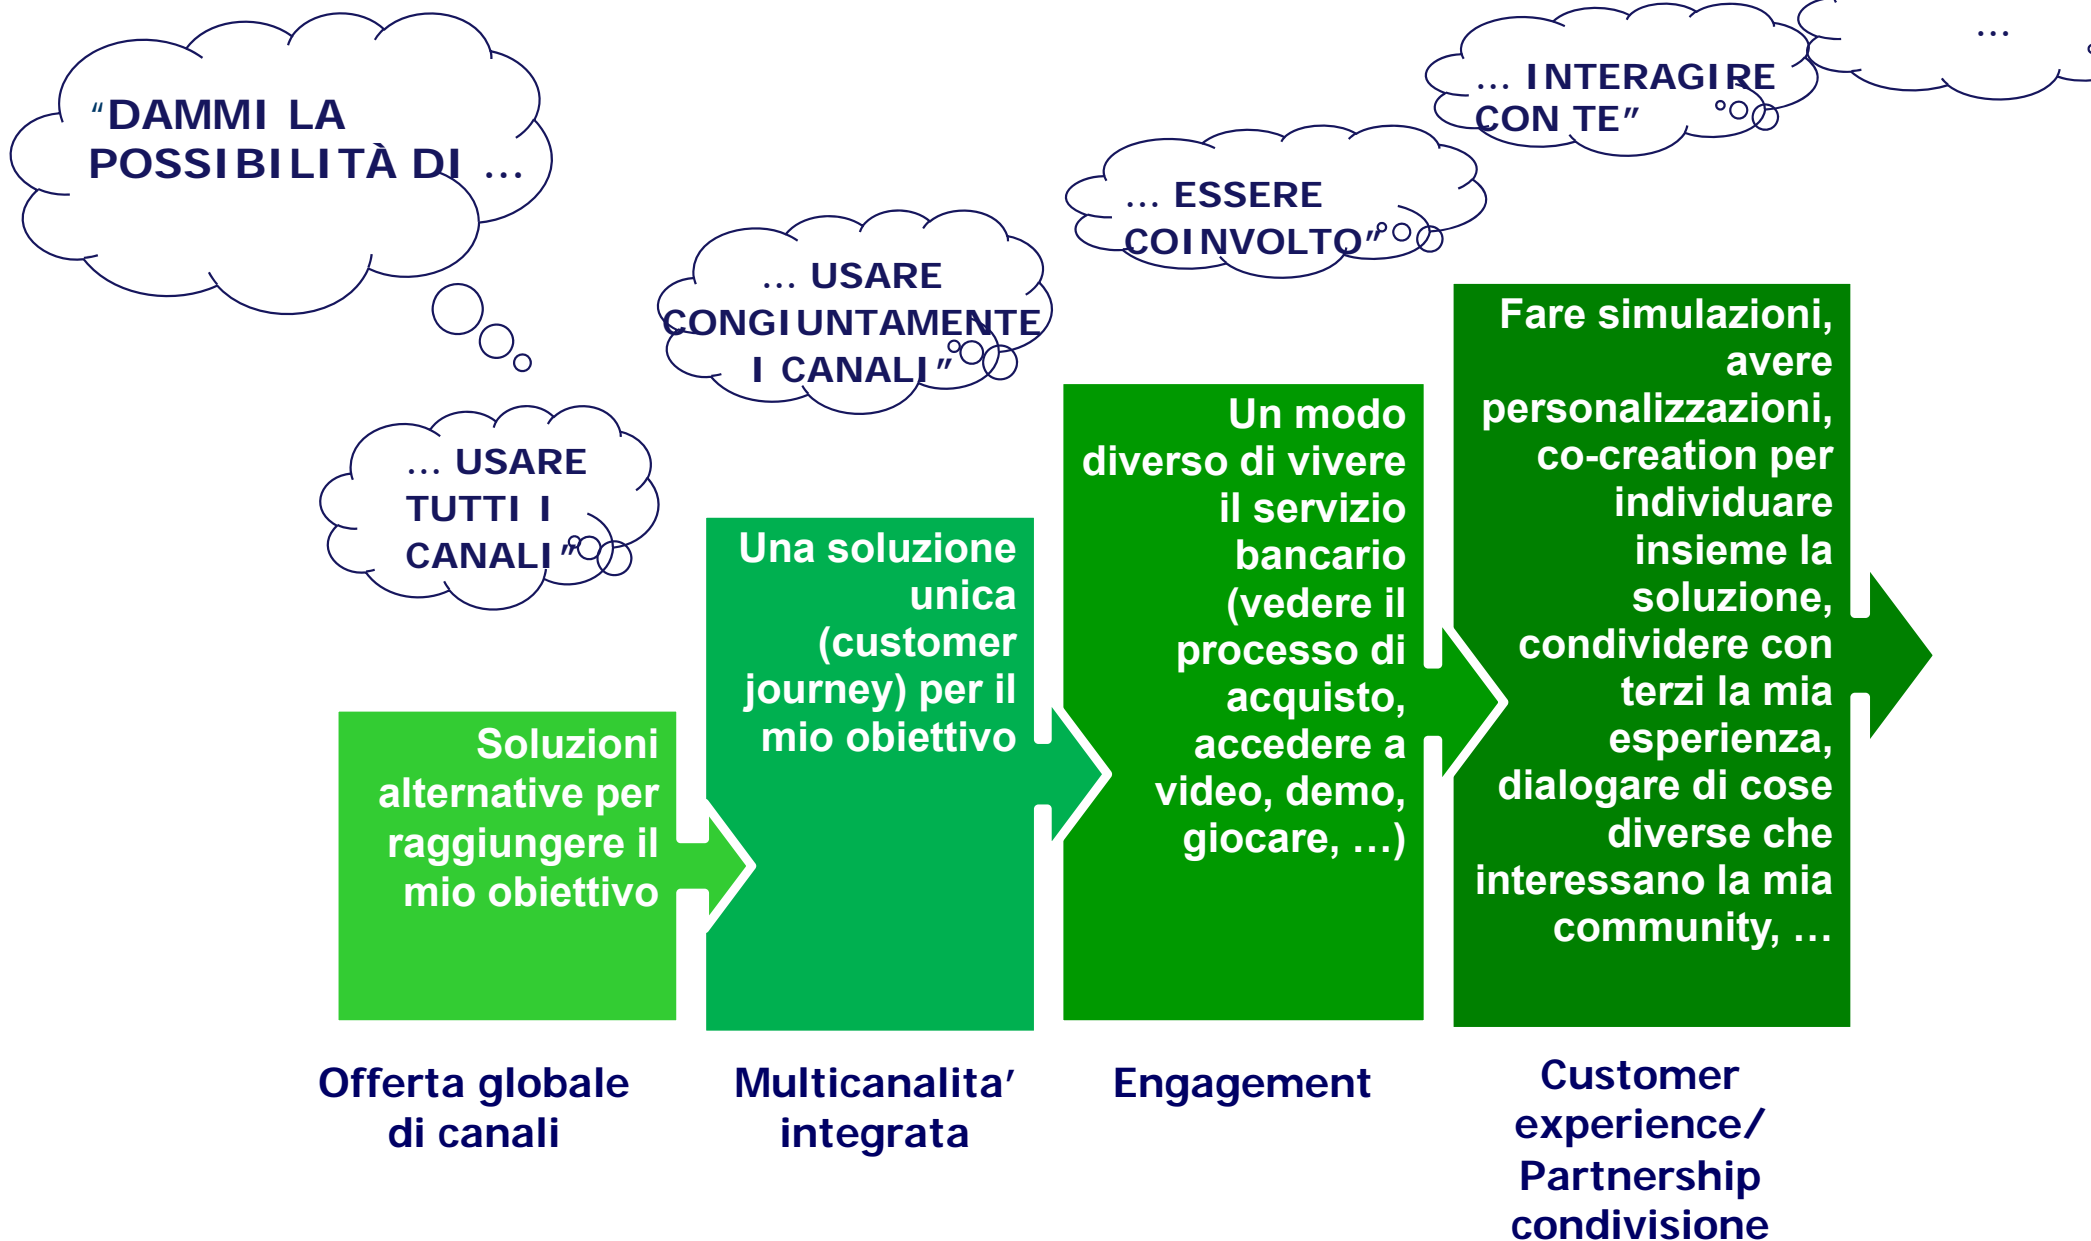 “DAMMI LA
POSSIBILITÀ DI …
… USARE
TUTTI I
CANALI”
… USARE
CONGIUNTAMENTE
I CANALI”
… ESSERE
COINVOLTO”
… INTERAGIRE
CON TE”
…
Soluzioni
alternative per
raggiungere il
mio obiettivo
Una soluzione
unica
(customer
journey) per il
mio obiettivo
Un modo
diverso di vivere
il servizio
bancario
(vedere il
processo di
acquisto,
accedere a
video, demo,
giocare, …)
Fare simulazioni,
avere
personalizzazioni,
co-creation per
individuare
insieme la
soluzione,
condividere con
terzi la mia
esperienza,
dialogare di cose
diverse che
interessano la mia
community, …
Offerta globale
di canali
Multicanalita’
integrata
Engagement
Customer
experience/
Partnership
condivisione